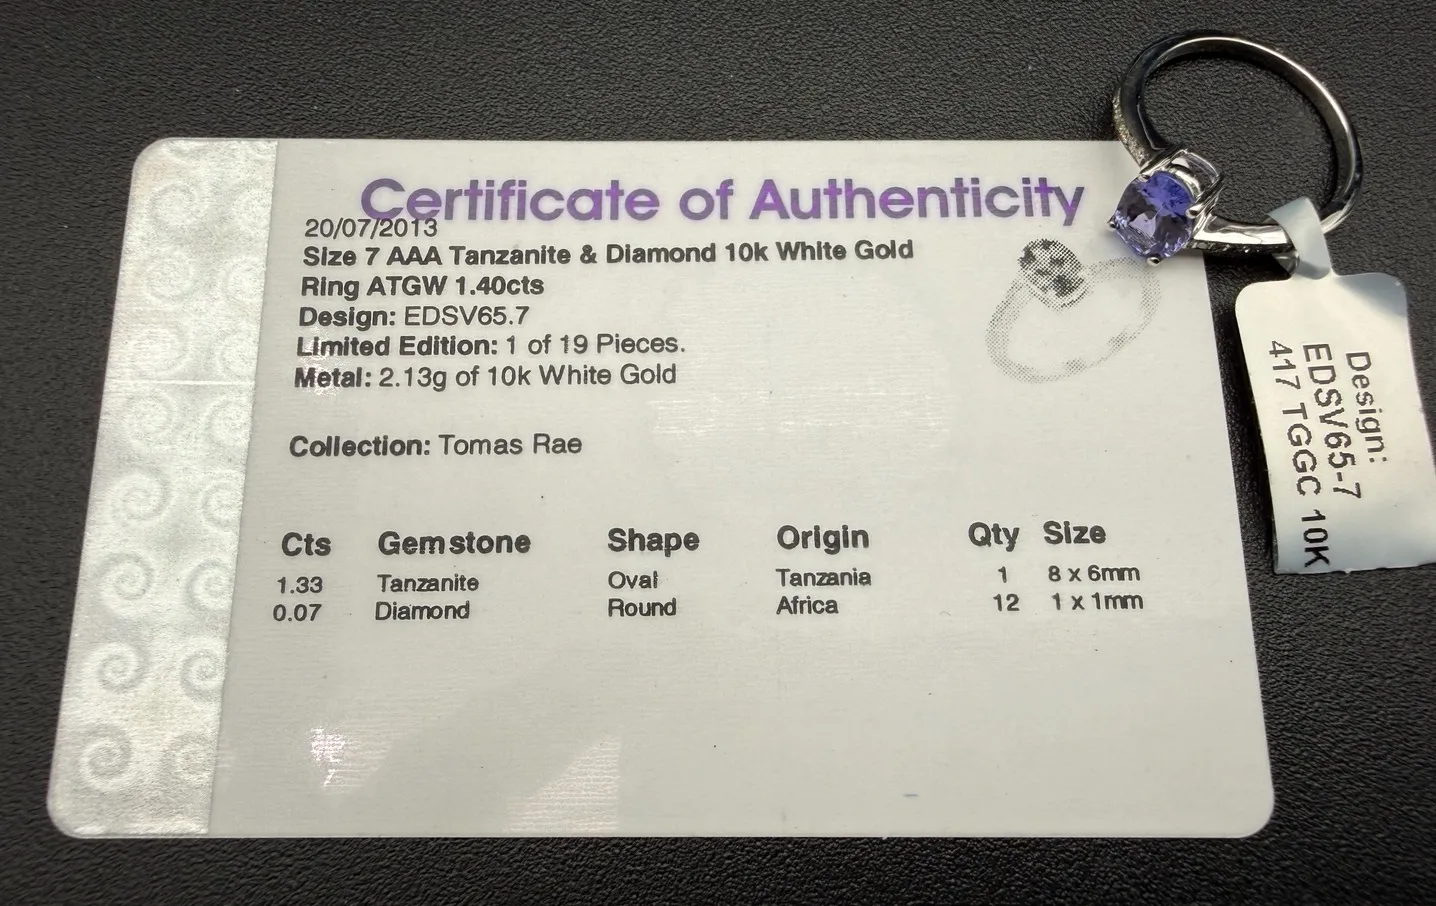 Certificate of Authenticity
20/07/2013
Size 7 AAA Tanzanite & Diamond 10k White Gold
Ring ATGW 1.40cts
Design: EDSV65.7
Limited Edition: 1 of 19 Pieces.
Metal: 2.13g of 10k White Gold
Collection: Tomas Rae
Cts Gemstone Shape Origin Qty Size
1.33 Tanzanite Oval Tanzania 1 8 x 6mm
0.07 Diamond Round Africa 12 1 x 1mm
Design:
EDSV65-7
417 TGGC 10K